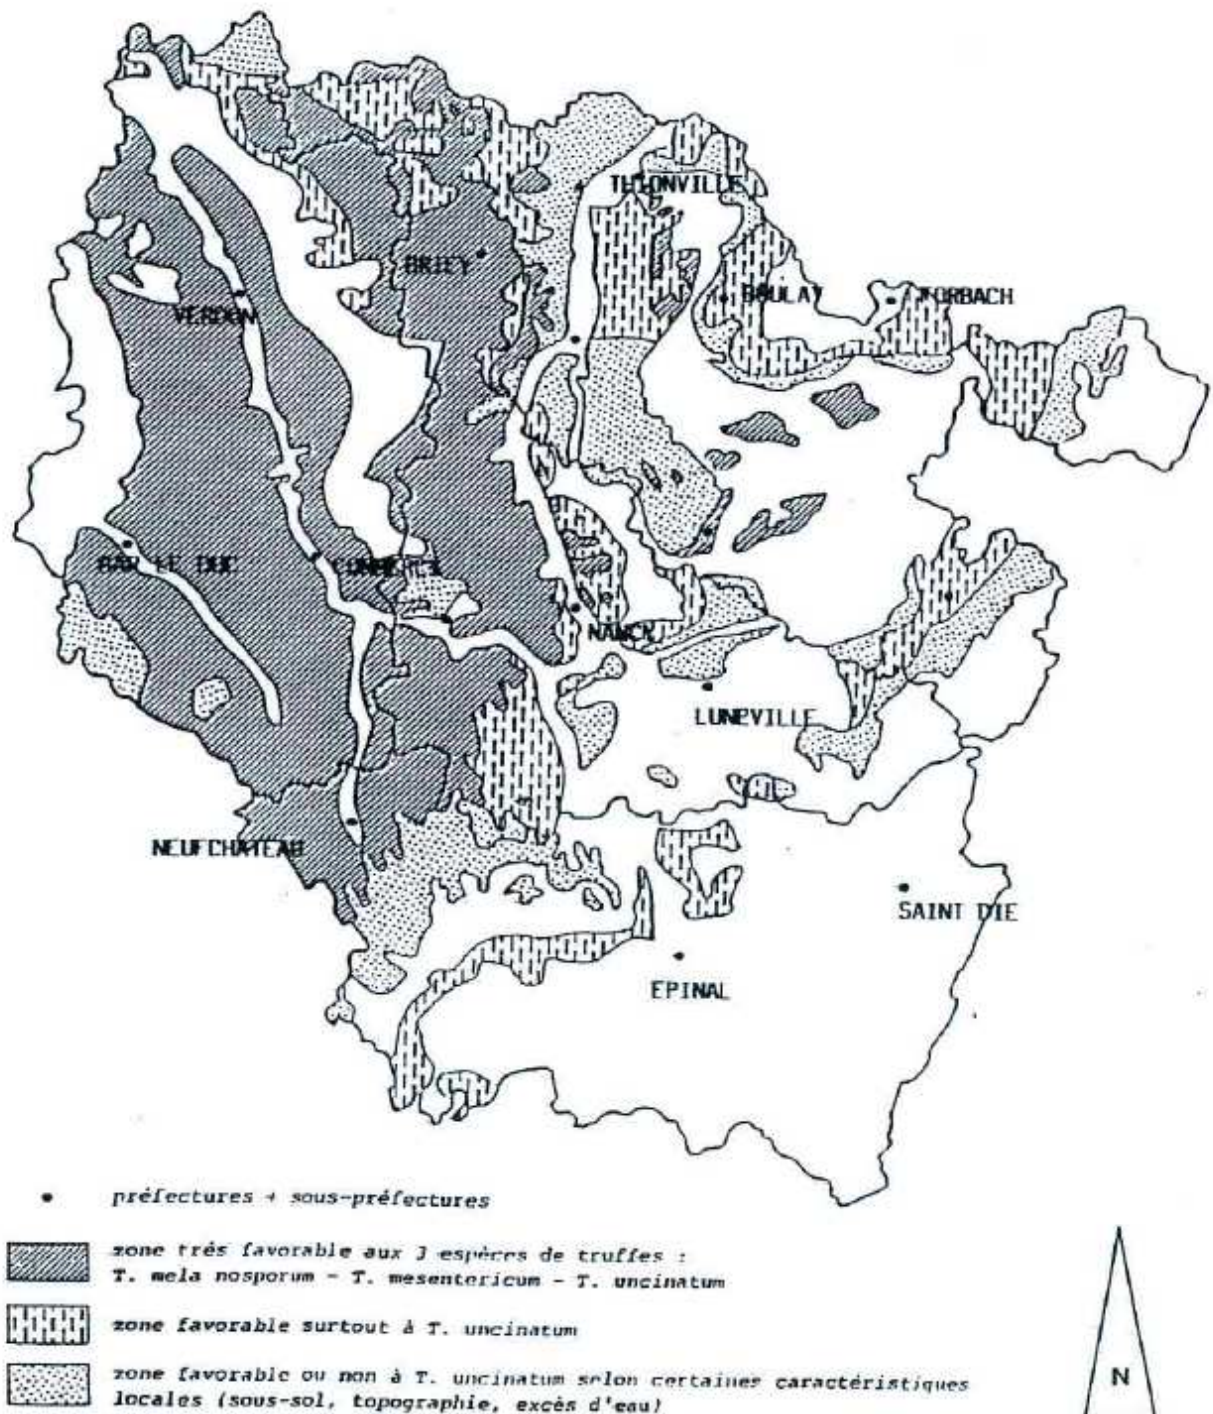 THIONVILLE
BRIEY
BOULAY
FORBACH
VERDUN
BAR LE DUC
COMMERCY
NANCY
LUNEVILLE
NEUFCHATEAU
SAINT DIE
EPINAL
préfectures + sous-préfectures
zone très favorable aux 3 espèces de truffes :
T. mela nosporum - T. mesentericum - T. uncinatum
zone favorable surtout à T. uncinatum
zone favorable ou non à T. uncinatum selon certaines caractéristiques
locales (sous-sol, topographie, excès d'eau)
N